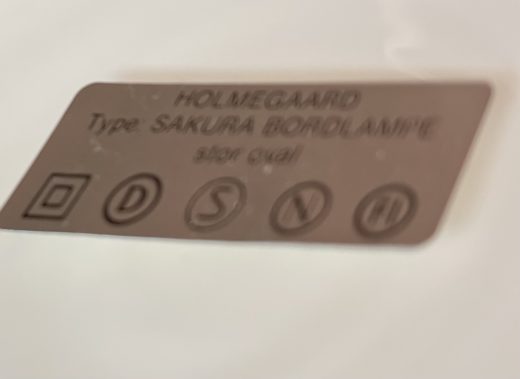 HOLMEGAARD
Type: SAKURA BORDLAMPE
stor oval
D S N FI